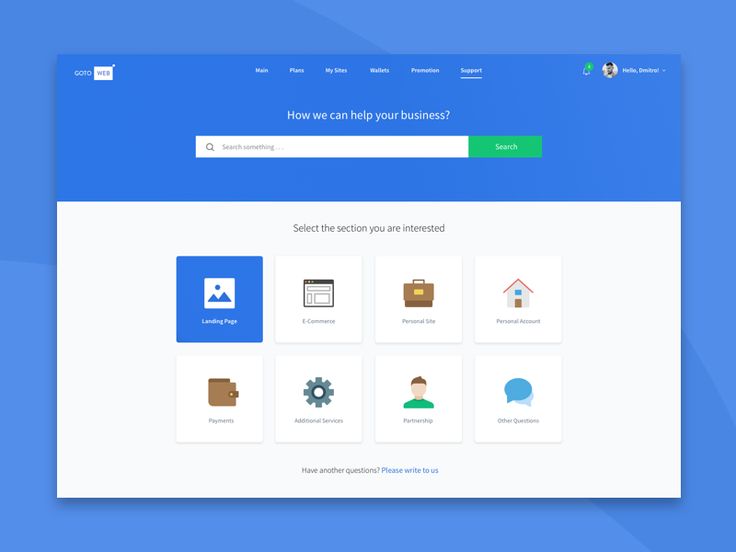 GOTO WEB
Main Plans My Sites Wallets Promotion Support
Hello, Dmitro!
How we can help your business?
Search something . . .
Search
Select the section you are interested
Landing Page
E-Commerce
Personal Site
Personal Account
Payments
Additional Services
Partnership
Other Questions
Have another questions? Please write to us